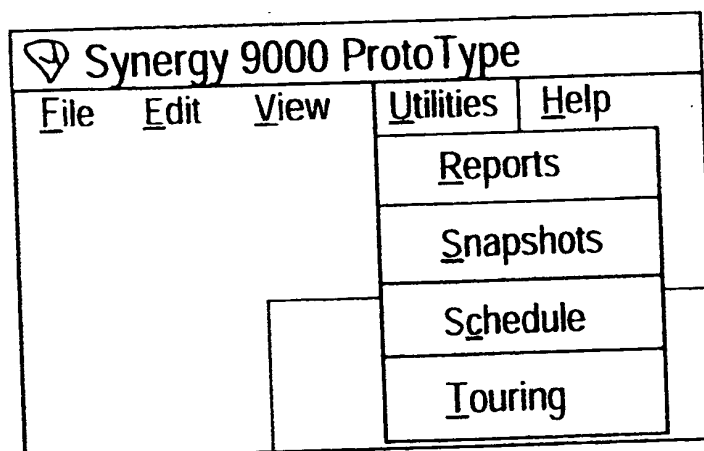 Synergy 9000 ProtoType
File Edit View Utilities Help
Reports
Snapshots
Schedule
Touring